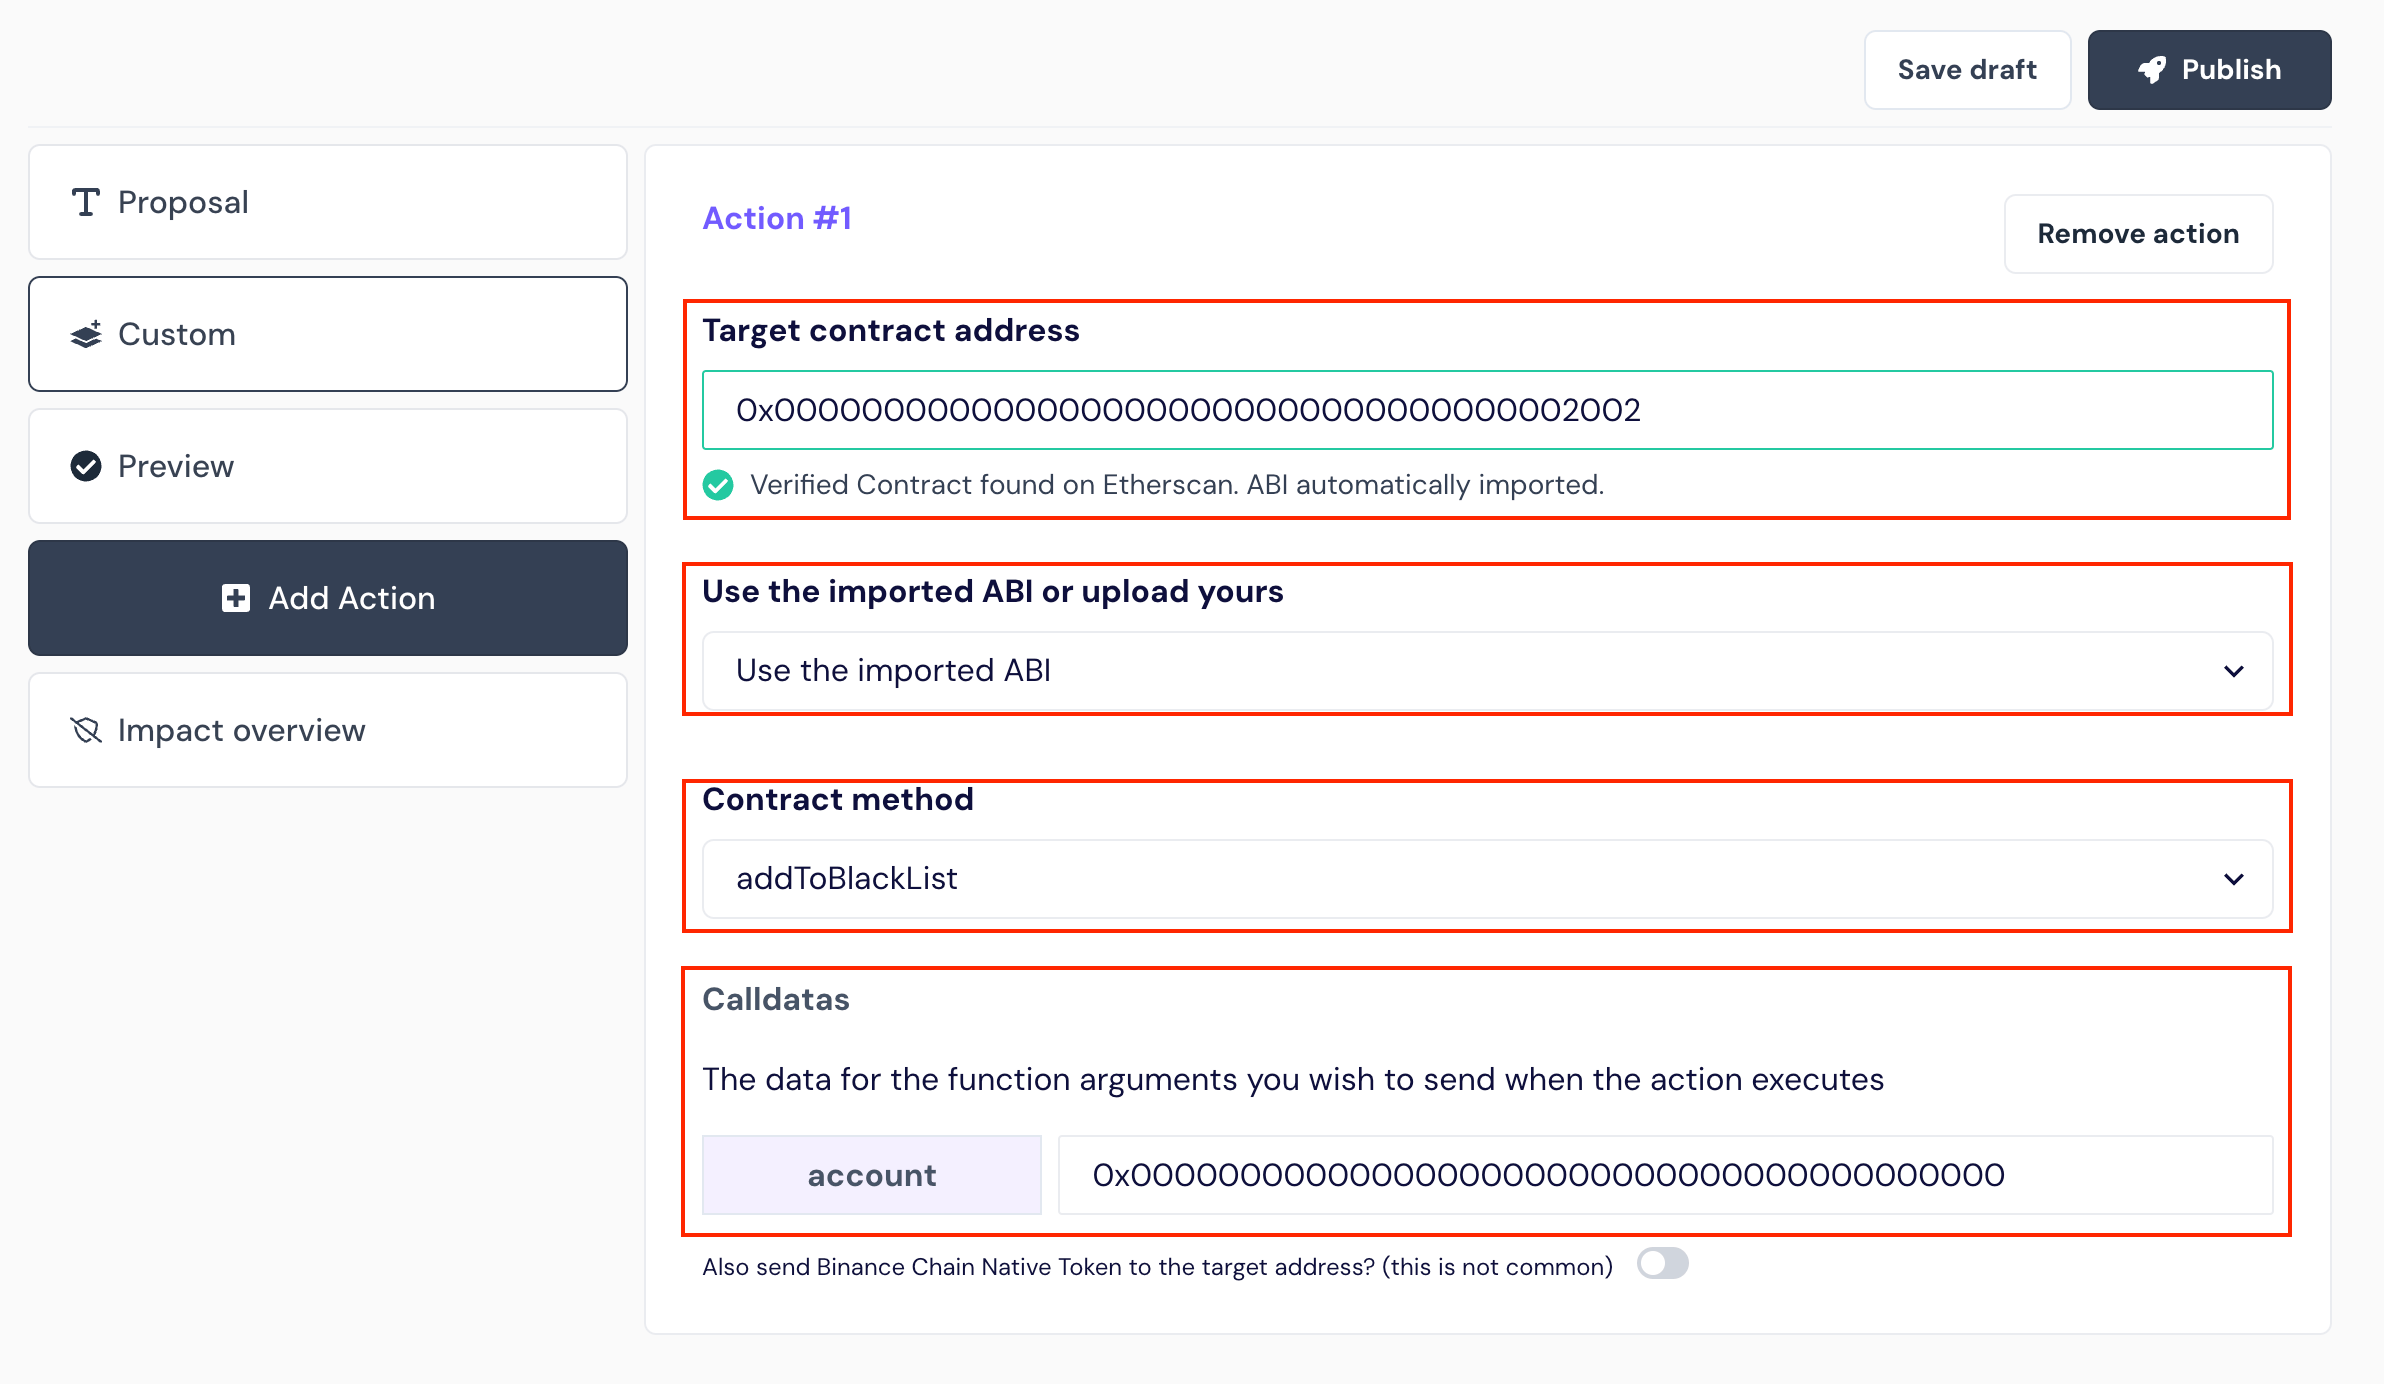 Save draft
Publish
Proposal
Custom
Preview
Add Action
Impact overview
Action #1
Remove action
Target contract address
0x0000000000000000000000000000000000002002
Verified Contract found on Etherscan. ABI automatically imported.
Use the imported ABI or upload yours
Use the imported ABI
Contract method
addToBlackList
Calldatas
The data for the function arguments you wish to send when the action executes
account
0x0000000000000000000000000000000000000000
Also send Binance Chain Native Token to the target address? (this is not common)